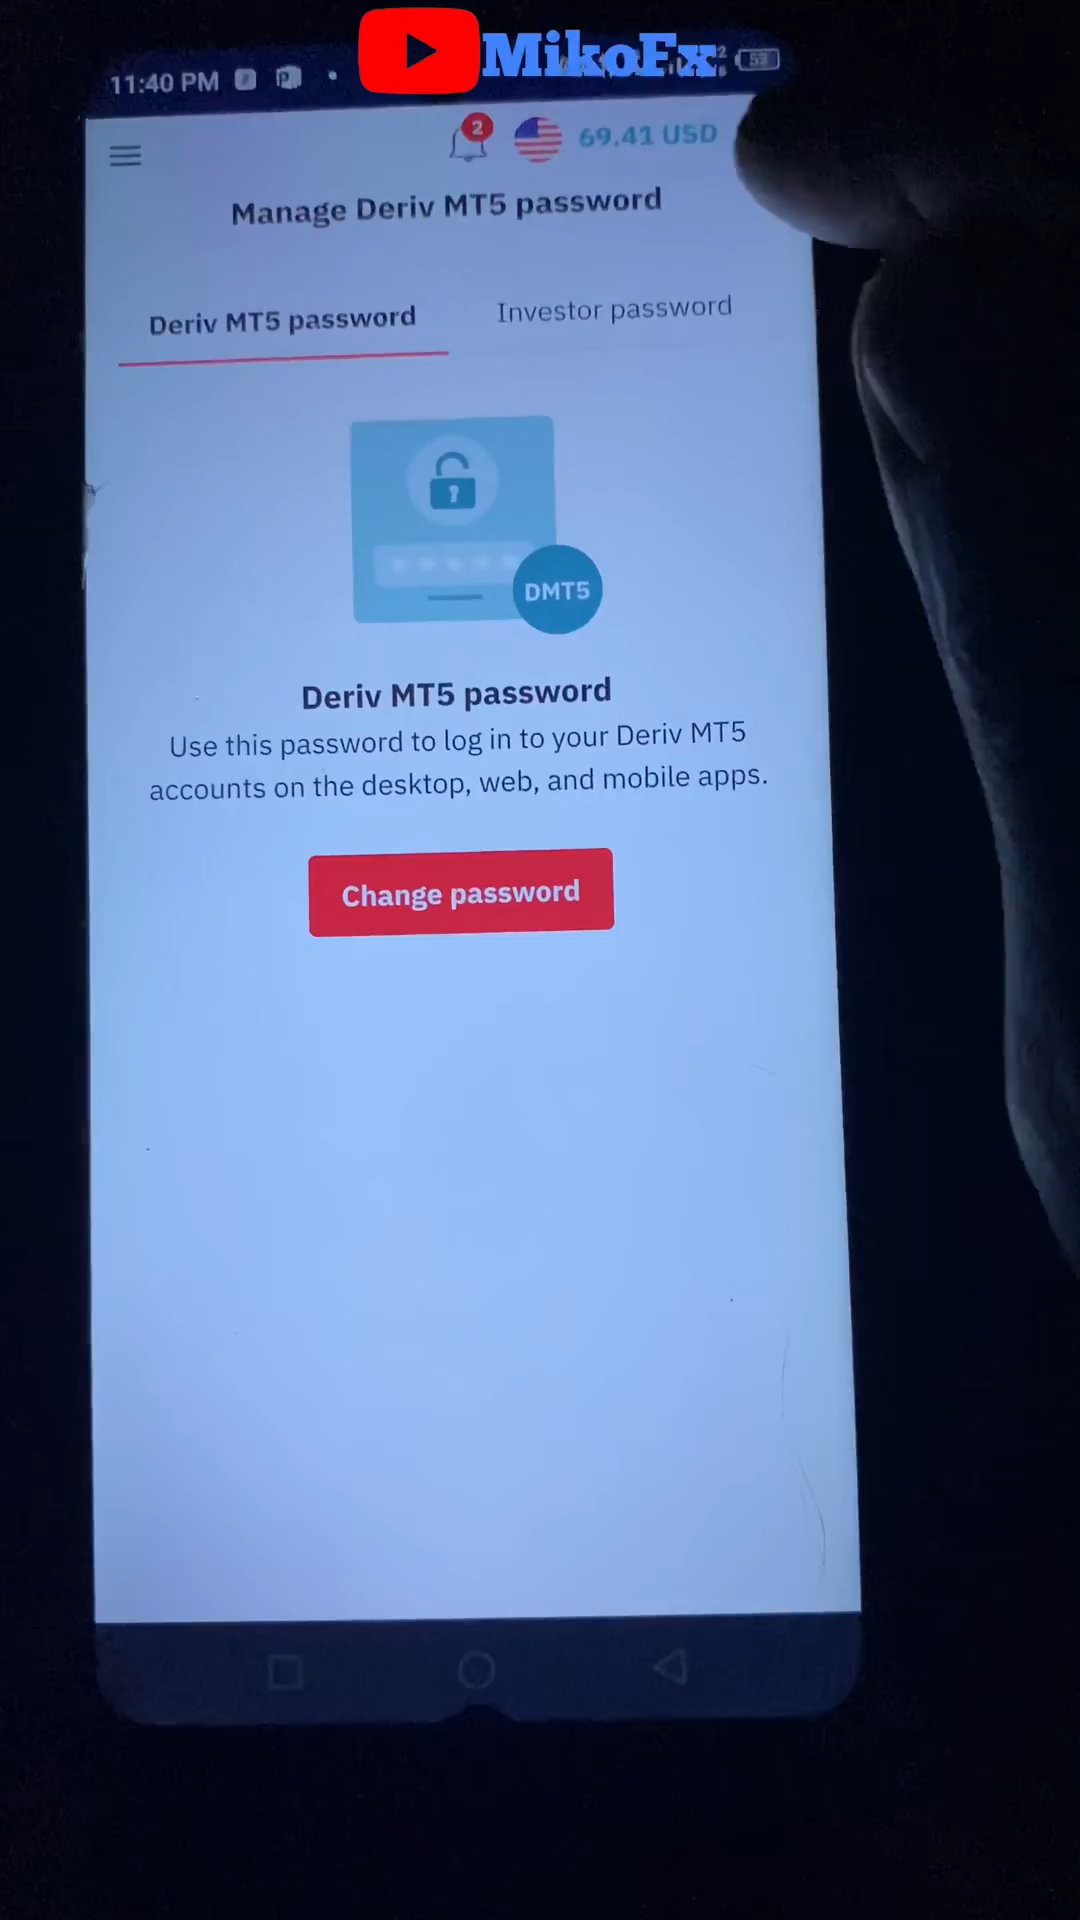 MikoFx
11:40 PM
53
2
69.41 USD
Manage Deriv MT5 password
Deriv MT5 password
Investor password
DMT5
Deriv MT5 password
Use this password to log in to your Deriv MT5
accounts on the desktop, web, and mobile apps.
Change password